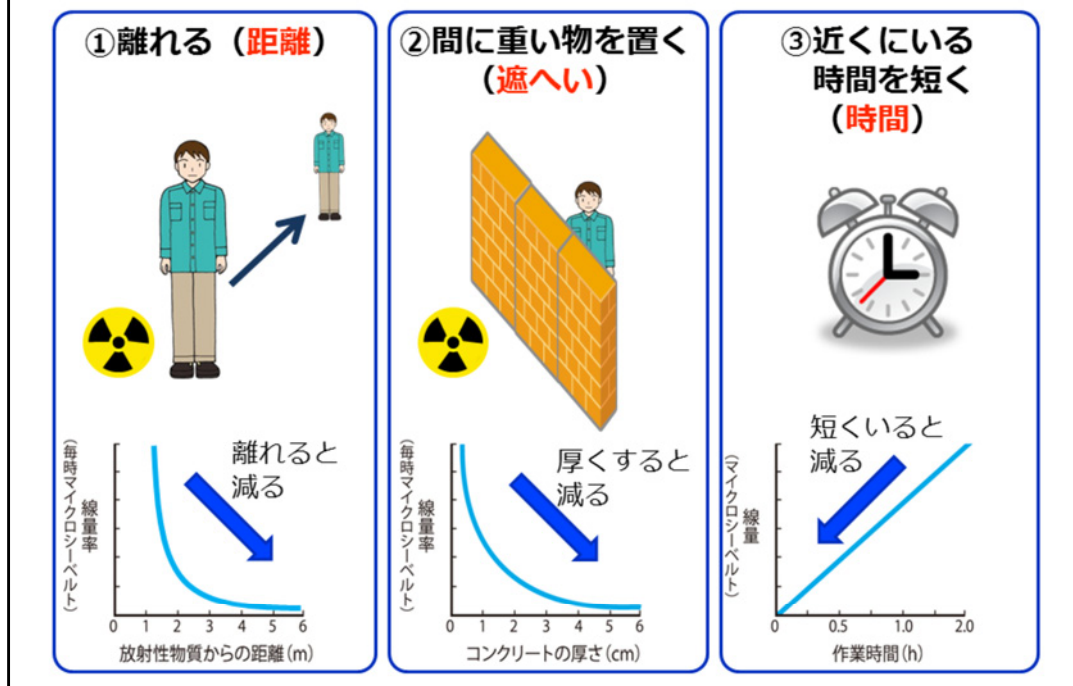 ①離れる（距離）
離れると
減る
線量率
（毎時マイクロシーベルト）
0 1 2 3 4 5 6
放射性物質からの距離(m)
②間に重い物を置く
（遮へい）
厚くすると
減る
線量率
（毎時マイクロシーベルト）
0 1 2 3 4 5 6
コンクリートの厚さ(cm)
③近くにいる
時間を短く
（時間）
短くいると
減る
線量
（マイクロシーベルト）
0 0.5 1.0 2.0
作業時間(h)